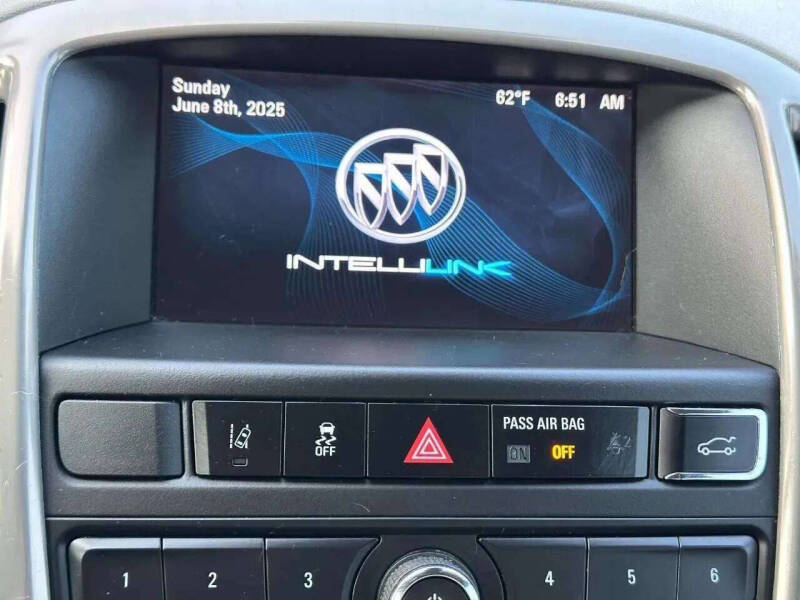 Sunday
June 8th, 2025
62°F 6:51 AM
INTELLILINK
OFF
PASS AIR BAG
ON OFF 2
1 2 3 4 5 6